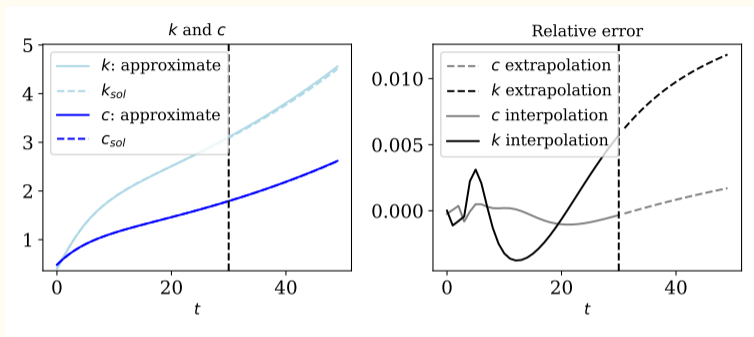 k and c
5
4
3
2
1
k: approximate
k_sol
c: approximate
c_sol
0
20
40
t
Relative error
0.010
0.005
0.000
c extrapolation
k extrapolation
c interpolation
k interpolation
0
20
40
t